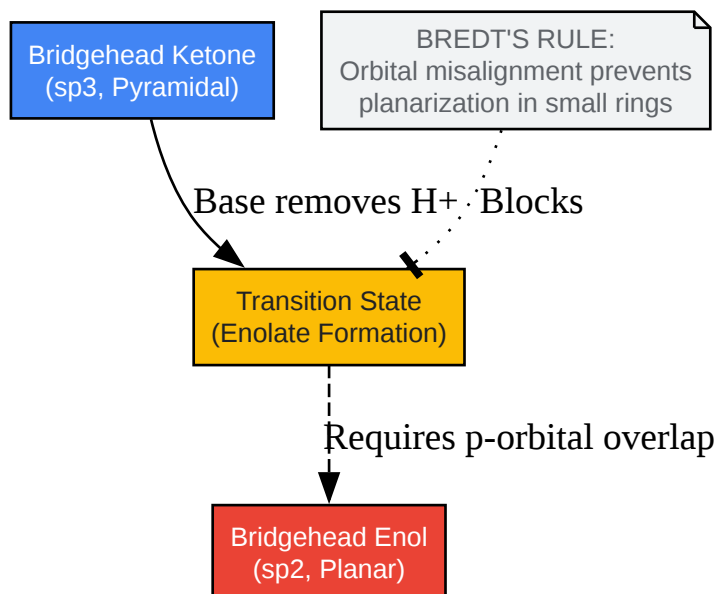 Bridgehead Ketone
(sp3, Pyramidal)
BREDT'S RULE:
Orbital misalignment prevents
planarization in small rings
Base removes H+
Blocks
Transition State
(Enolate Formation)
Requires p-orbital overlap
Bridgehead Enol
(sp2, Planar)